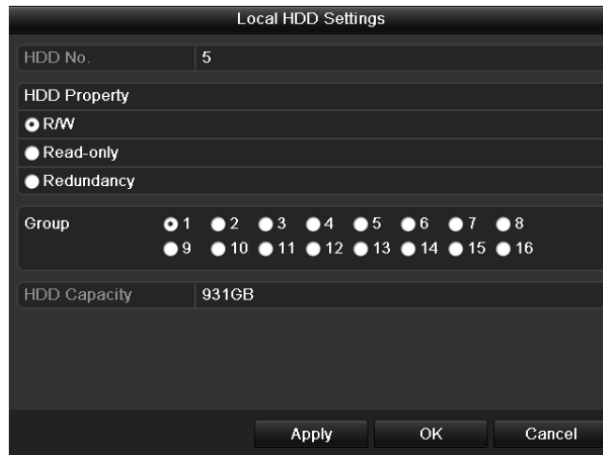 Local HDD Settings
HDD No. 5
HDD Property
R/W
Read-only
Redundancy
Group 1 2 3 4 5 6 7 8
9 10 11 12 13 14 15 16
HDD Capacity 931GB
Apply OK Cancel